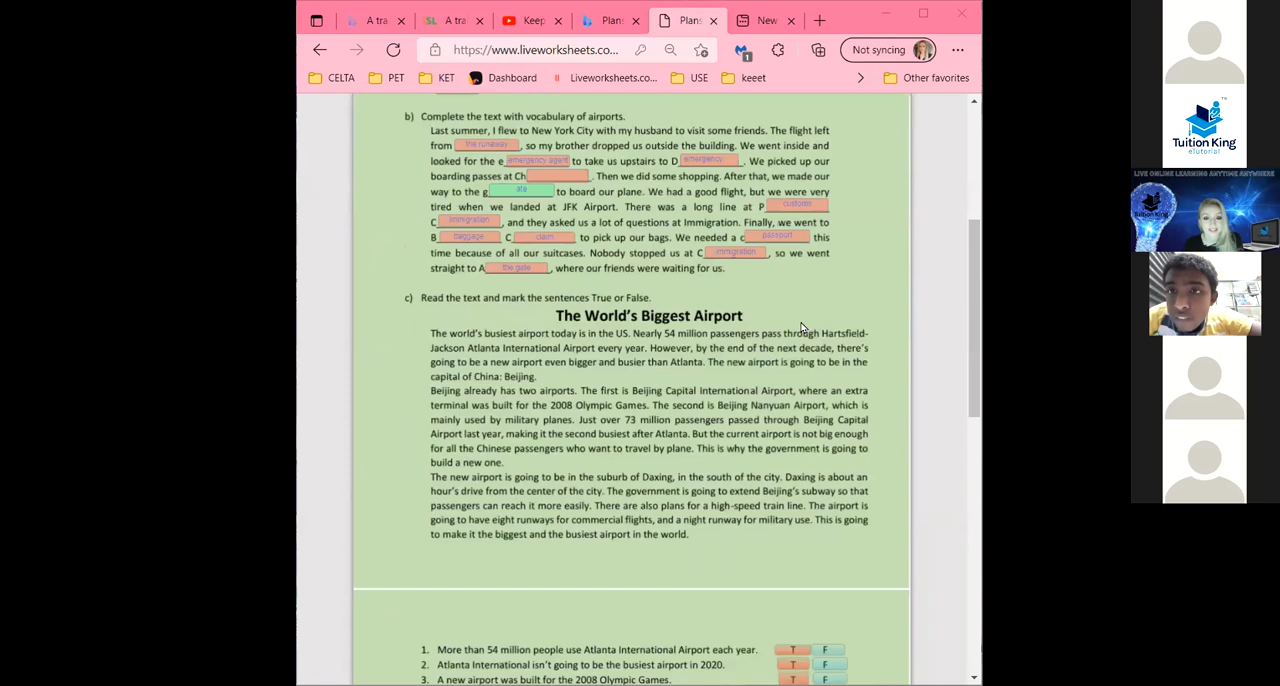 A tra
A tra
Keep
Plans
Plans
New
https://www.liveworksheets.co...
1
Not syncing
CELTA
PET
KET
Dashboard
Liveworksheets.co...
USE
keeet
Other favorites
b) Complete the text with vocabulary of airports.
Last summer, I flew to New York City with my husband to visit some friends. The flight left
from the runeway, so my brother dropped us outside the building. We went inside and
looked for the e emergency agent to take us upstairs to D emergency. We picked up our
boarding passes at Ch. Then we did some shopping. After that, we made our
way to the g ate to board our plane. We had a good flight, but we were very
tired when we landed at JFK Airport. There was a long line at P customs
C immigration, and they asked us a lot of questions at Immigration. Finally, we went to
B baggage C claim to pick up our bags. We needed a c passport this
time because of all our suitcases. Nobody stopped us at C immigration, so we went
straight to A the gate, where our friends were waiting for us.
c) Read the text and mark the sentences True or False.
The World's Biggest Airport
The world's busiest airport today is in the US. Nearly 54 million passengers pass through Hartsfield-
Jackson Atlanta International Airport every year. However, by the end of the next decade, there's
going to be a new airport even bigger and busier than Atlanta. The new airport is going to be in the
capital of China: Beijing.
Beijing already has two airports. The first is Beijing Capital International Airport, where an extra
terminal was built for the 2008 Olympic Games. The second is Beijing Nanyuan Airport, which is
mainly used by military planes. Just over 73 million passengers passed through Beijing Capital
Airport last year, making it the second busiest after Atlanta. But the current airport is not big enough
for all the Chinese passengers who want to travel by plane. This is why the government is going to
build a new one.
The new airport is going to be in the suburb of Daxing, in the south of the city. Daxing is about an
hour's drive from the center of the city. The government is going to extend Beijing's subway so that
passengers can reach it more easily. There are also plans for a high-speed train line. The airport is
going to have eight runways for commercial flights, and a night runway for military use. This is going
to make it the biggest and the busiest airport in the world.
1. More than 54 million people use Atlanta International Airport each year. T F
2. Atlanta International isn't going to be the busiest airport in 2020. T F
3. A new airport was built for the 2008 Olympic Games. T F
TM
Tuition King
eTutorial
LIVE ONLINE LEARNING ANYTIME ANYWHERE
Tuition King